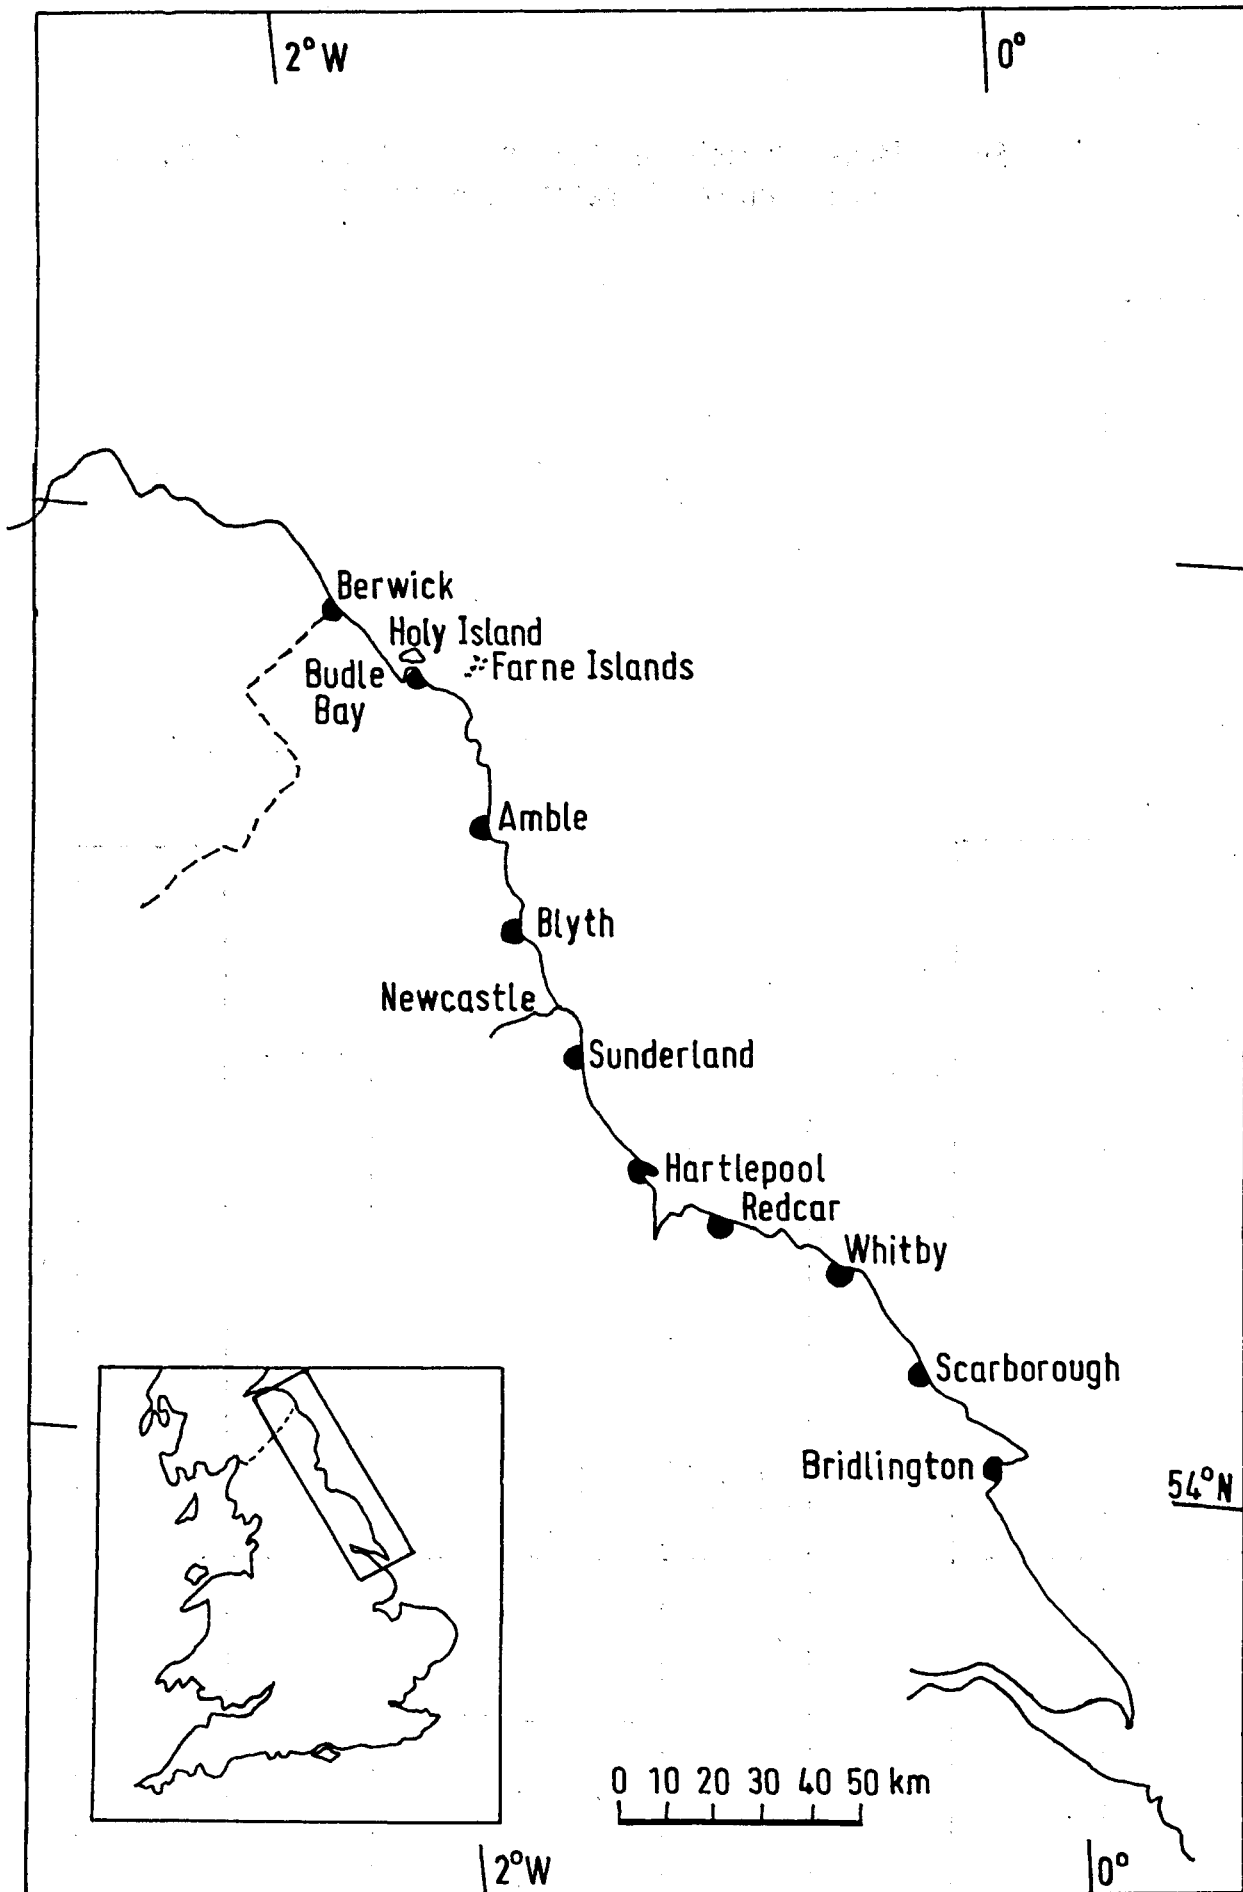 2°W
0°
Berwick
Holy Island
Farne Islands
Budle
Bay
Amble
Blyth
Newcastle
Sunderland
Hartlepool
Redcar
Whitby
Scarborough
Bridlington
54°N
0 10 20 30 40 50 km
2°W
0°